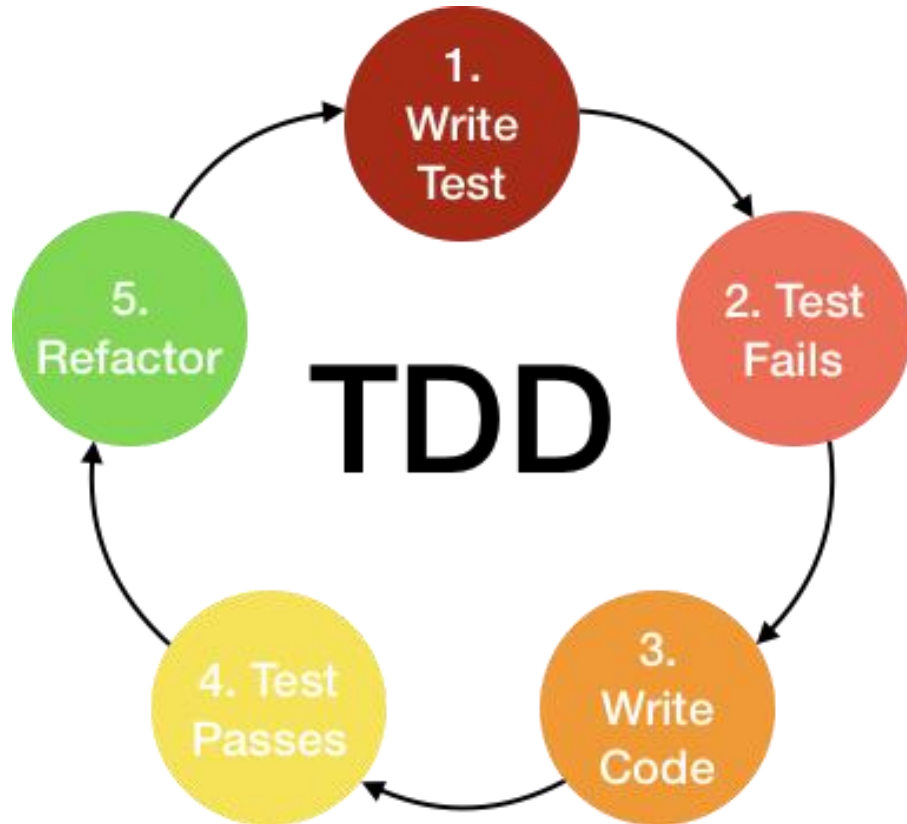 1.
Write
Test
2. Test
Fails
3.
Write
Code
4. Test
Passes
5.
Refactor
TDD